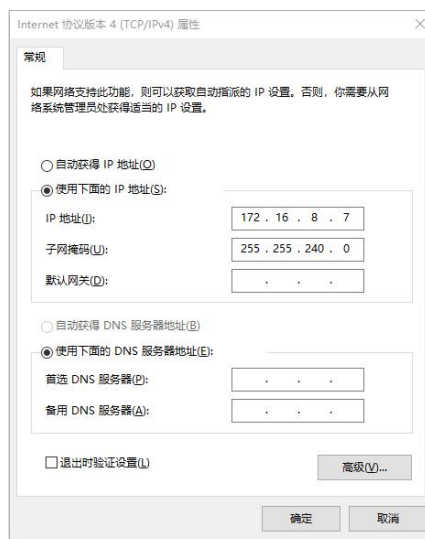 Internet 协议版本 4 (TCP/IPv4) 属性
常规
如果网络支持此功能，则可以获取自动指派的 IP 设置。否则，你需要从网
络系统管理员处获得适当的 IP 设置。
自动获得 IP 地址(O)
使用下面的 IP 地址(S):
IP 地址(I): 172 . 16 . 8 . 7
子网掩码(U): 255 . 255 . 240 . 0
默认网关(D): . . .
自动获得 DNS 服务器地址(B)
使用下面的 DNS 服务器地址(E):
首选 DNS 服务器(P): . . .
备用 DNS 服务器(A): . . .
退出时验证设置(L)
高级(V)...
确定 取消